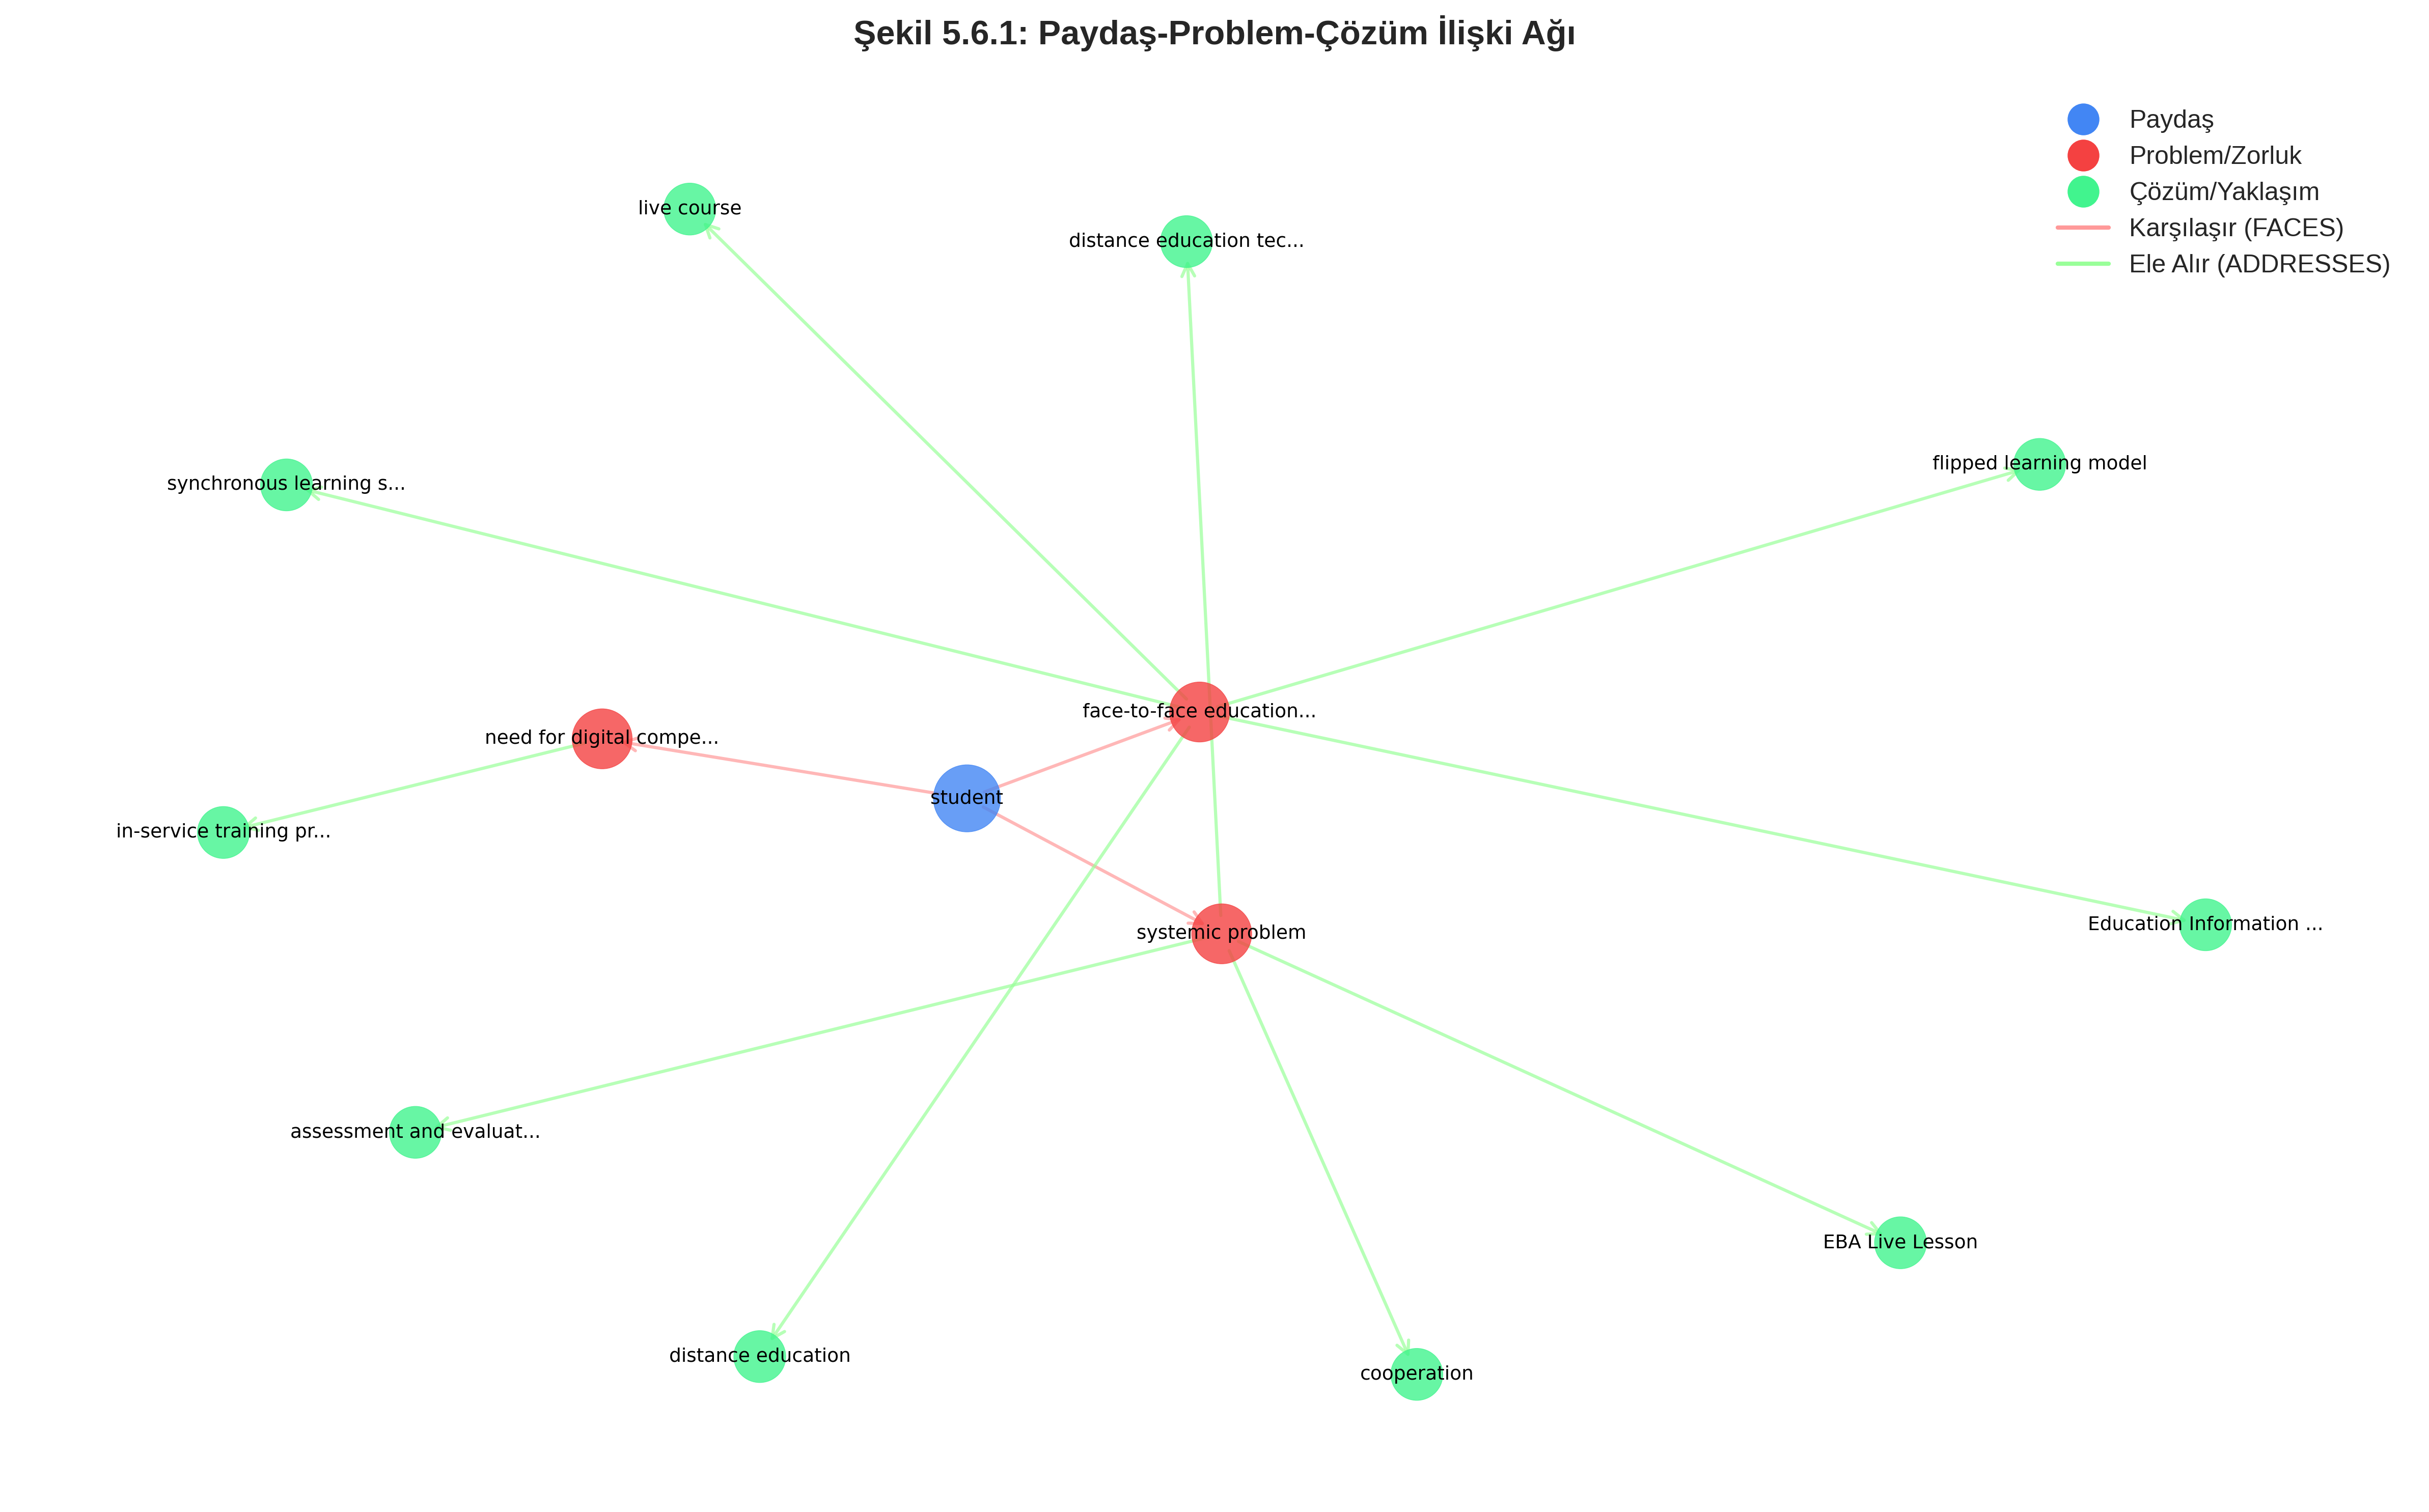 Şekil 5.6.1: Paydaş-Problem-Çözüm İlişki Ağı
Paydaş
Problem/Zorluk
Çözüm/Yaklaşım
Karşılaşır (FACES)
Ele Alır (ADDRESSES)
live course
distance education tec...
flipped learning model
synchronous learning s...
face-to-face education...
need for digital compe...
student
in-service training pr...
systemic problem
Education Information ...
assessment and evaluat...
EBA Live Lesson
distance education
cooperation